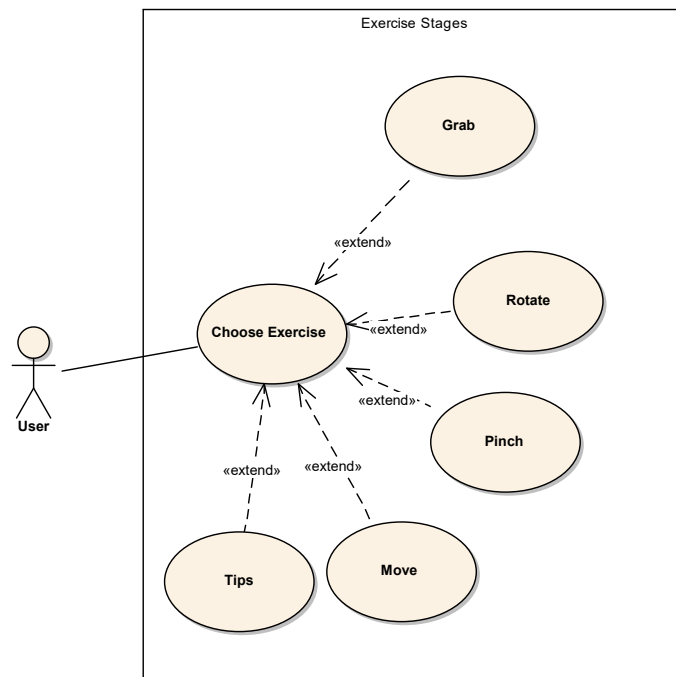 Exercise Stages
Grab
«extend»
Rotate
«extend»
Choose Exercise
Pinch
«extend»
User
«extend»
«extend»
Tips
Move